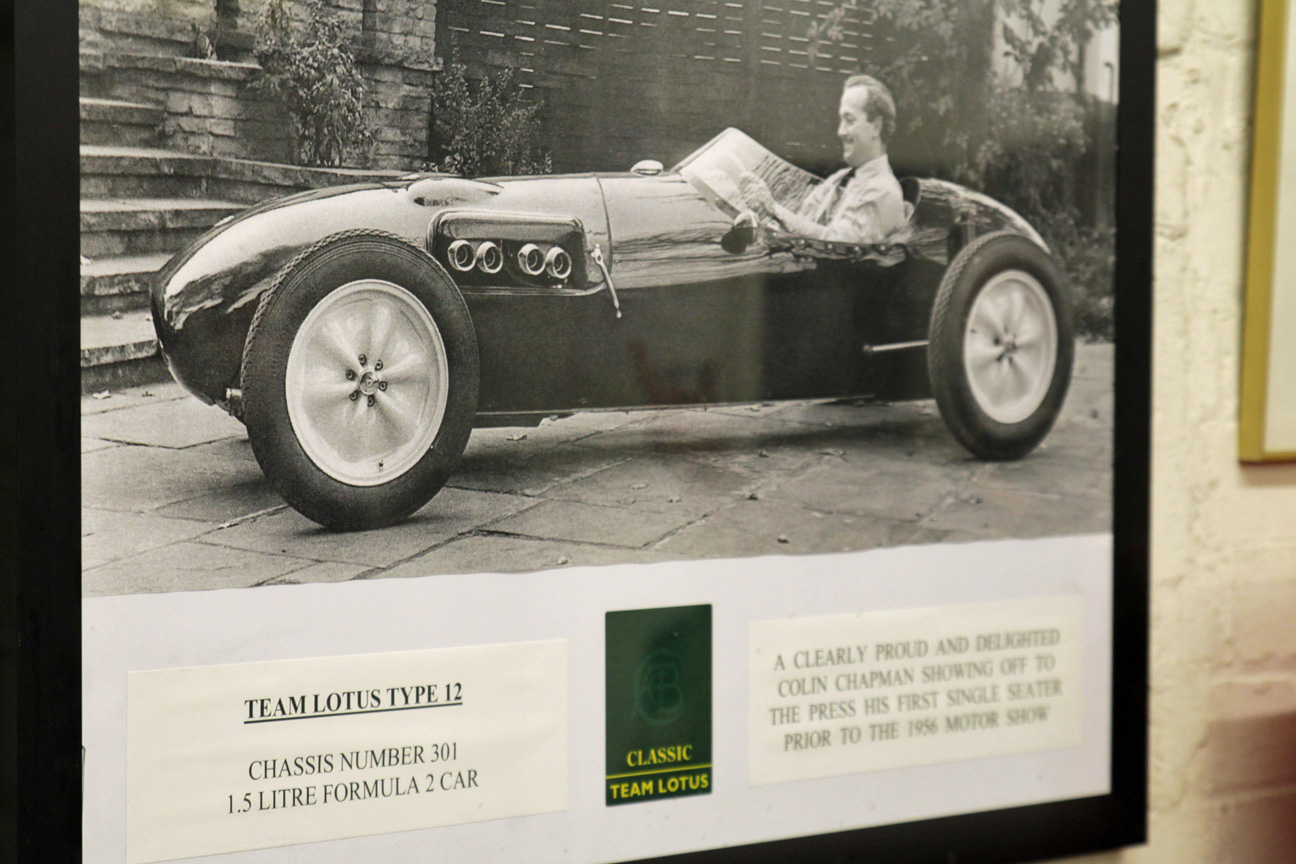 TEAM LOTUS TYPE 12
CHASSIS NUMBER 301
1.5 LITRE FORMULA 2 CAR
CLASSIC
TEAM LOTUS
A CLEARLY PROUD AND DELIGHTED
COLIN CHAPMAN SHOWING OFF TO
THE PRESS HIS FIRST SINGLE SEATER
PRIOR TO THE 1956 MOTOR SHOW